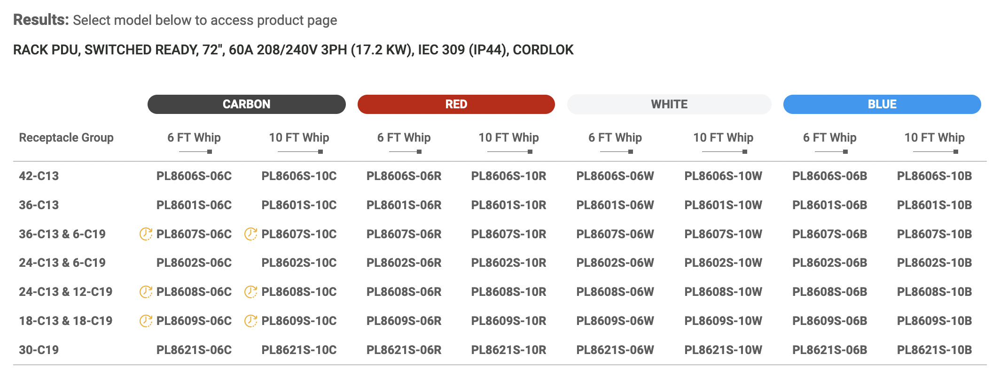 Results: Select model below to access product page
RACK PDU, SWITCHED READY, 72", 60A 208/240V 3PH (17.2 KW), IEC 309 (IP44), CORDLOK
CARBON RED WHITE BLUE
Receptacle Group 6 FT Whip 10 FT Whip 6 FT Whip 10 FT Whip 6 FT Whip 10 FT Whip 6 FT Whip 10 FT Whip
42-C13 PL8606S-06C PL8606S-10C PL8606S-06R PL8606S-10R PL8606S-06W PL8606S-10W PL8606S-06B PL8606S-10B
36-C13 PL8601S-06C PL8601S-10C PL8601S-06R PL8601S-10R PL8601S-06W PL8601S-10W PL8601S-06B PL8601S-10B
36-C13 & 6-C19 PL8607S-06C PL8607S-10C PL8607S-06R PL8607S-10R PL8607S-06W PL8607S-10W PL8607S-06B PL8607S-10B
24-C13 & 6-C19 PL8602S-06C PL8602S-10C PL8602S-06R PL8602S-10R PL8602S-06W PL8602S-10W PL8602S-06B PL8602S-10B
24-C13 & 12-C19 PL8608S-06C PL8608S-10C PL8608S-06R PL8608S-10R PL8608S-06W PL8608S-10W PL8608S-06B PL8608S-10B
18-C13 & 18-C19 PL8609S-06C PL8609S-10C PL8609S-06R PL8609S-10R PL8609S-06W PL8609S-10W PL8609S-06B PL8609S-10B
30-C19 PL8621S-06C PL8621S-10C PL8621S-06R PL8621S-10R PL8621S-06W PL8621S-10W PL8621S-06B PL8621S-10B